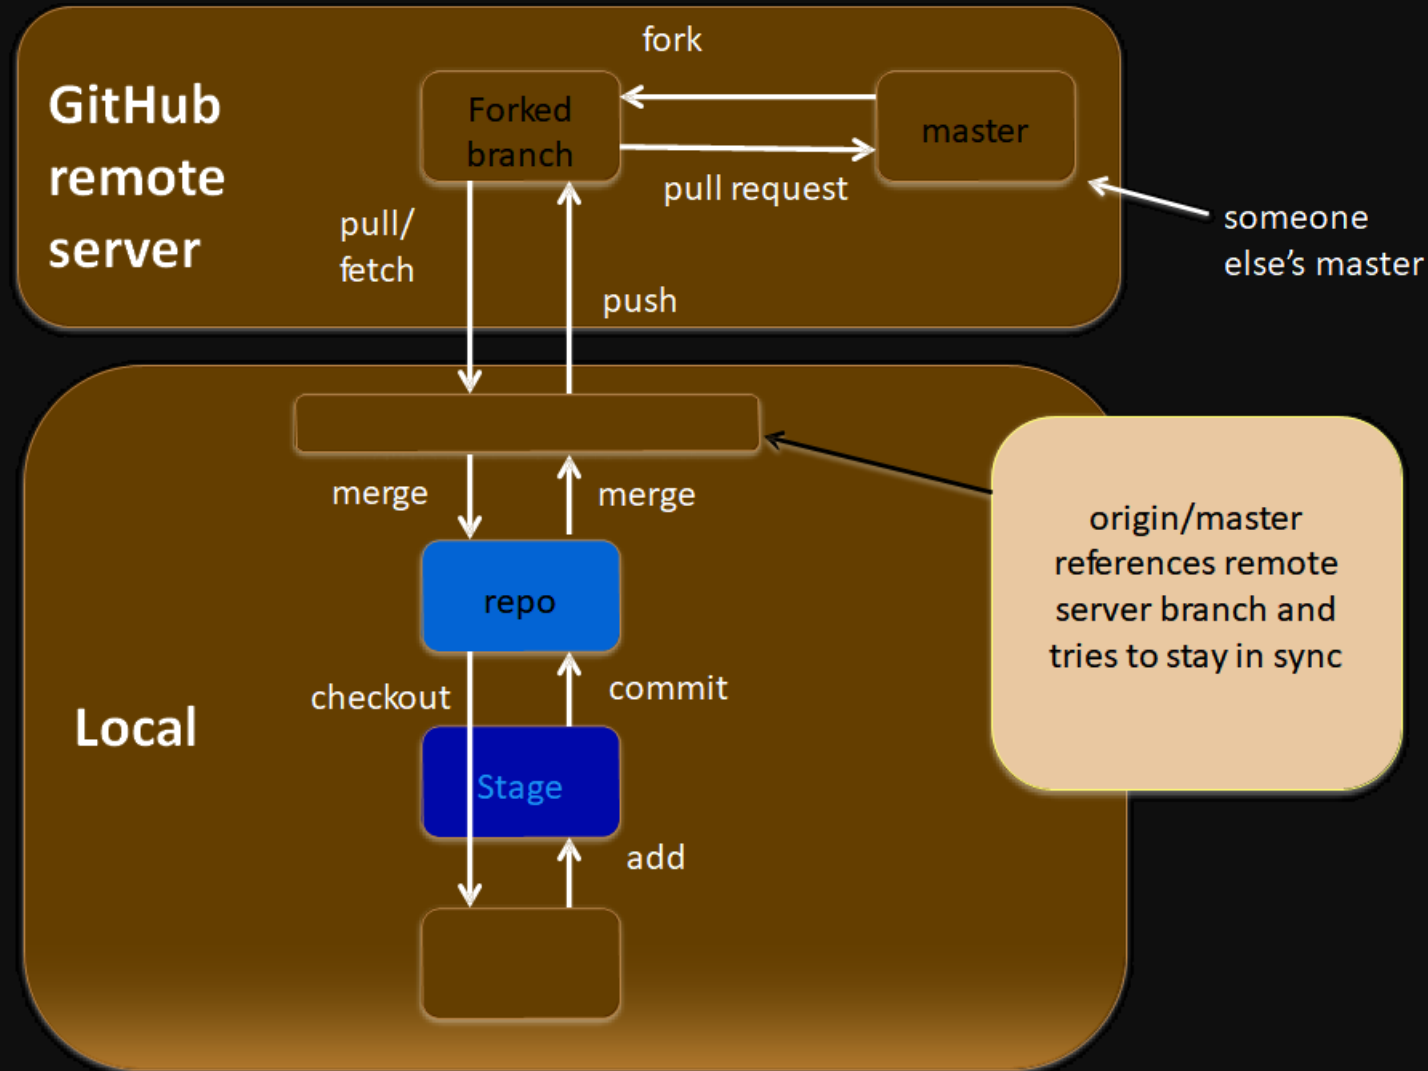 fork
GitHub
remote
server
Forked
branch
master
pull request
pull/
fetch
push
someone
else’s master
merge
merge
origin/master
references remote
server branch and
tries to stay in sync
repo
checkout
commit
Local
Stage
add